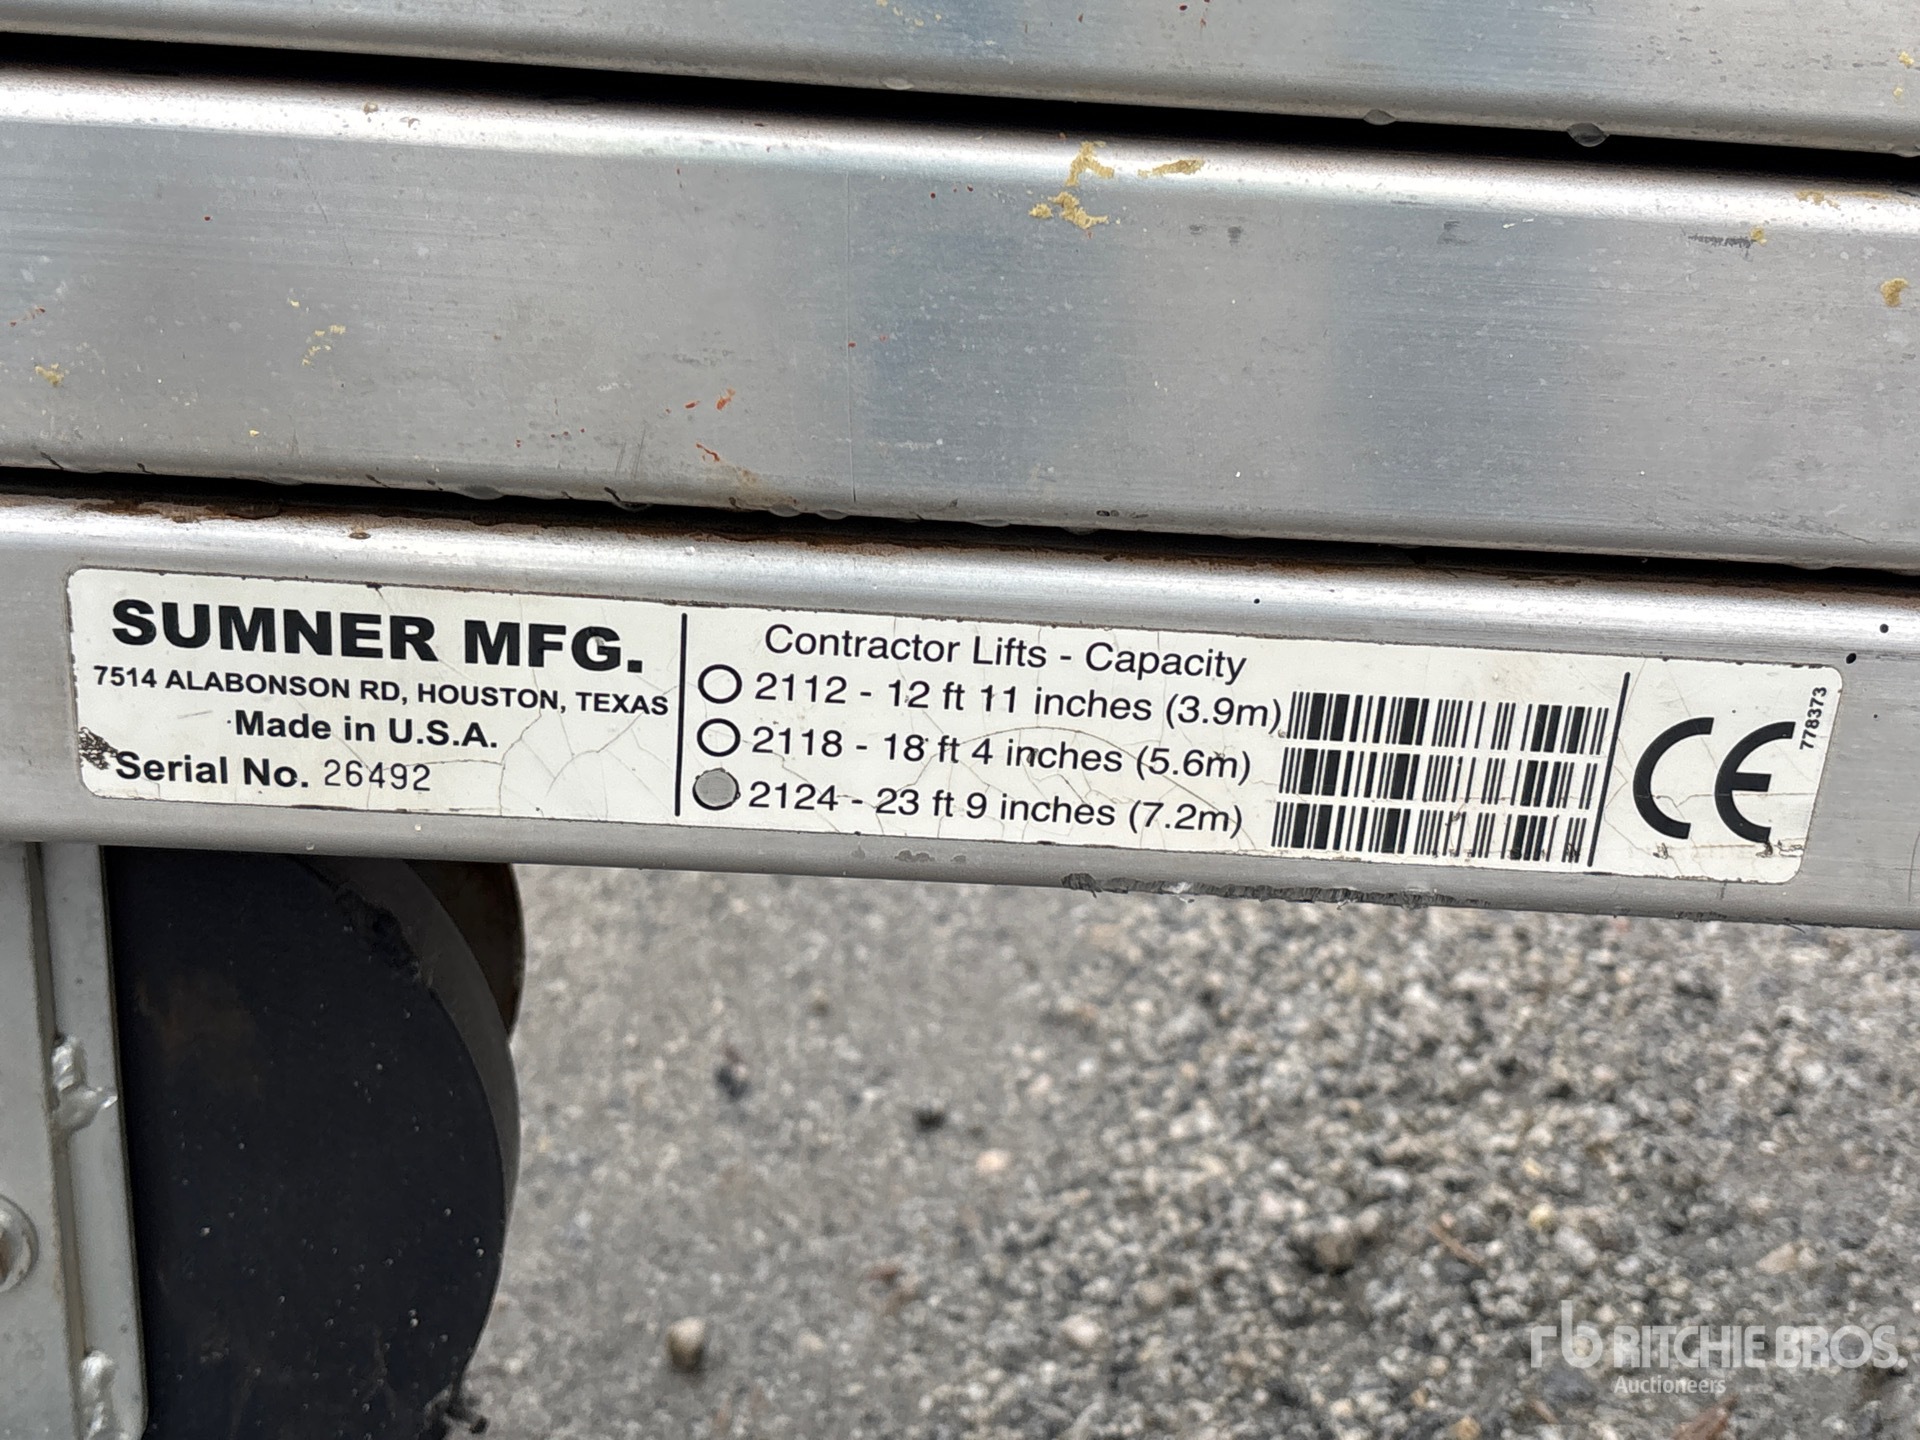 SUMNER MFG.
7514 ALABONSON RD, HOUSTON, TEXAS
Made in U.S.A.
Serial No. 26492
Contractor Lifts - Capacity
2112 - 12 ft 11 inches (3.9m)
2118 - 18 ft 4 inches (5.6m)
2124 - 23 ft 9 inches (7.2m)
CE
778373
rb RITCHIE BROS.
Auctioneers